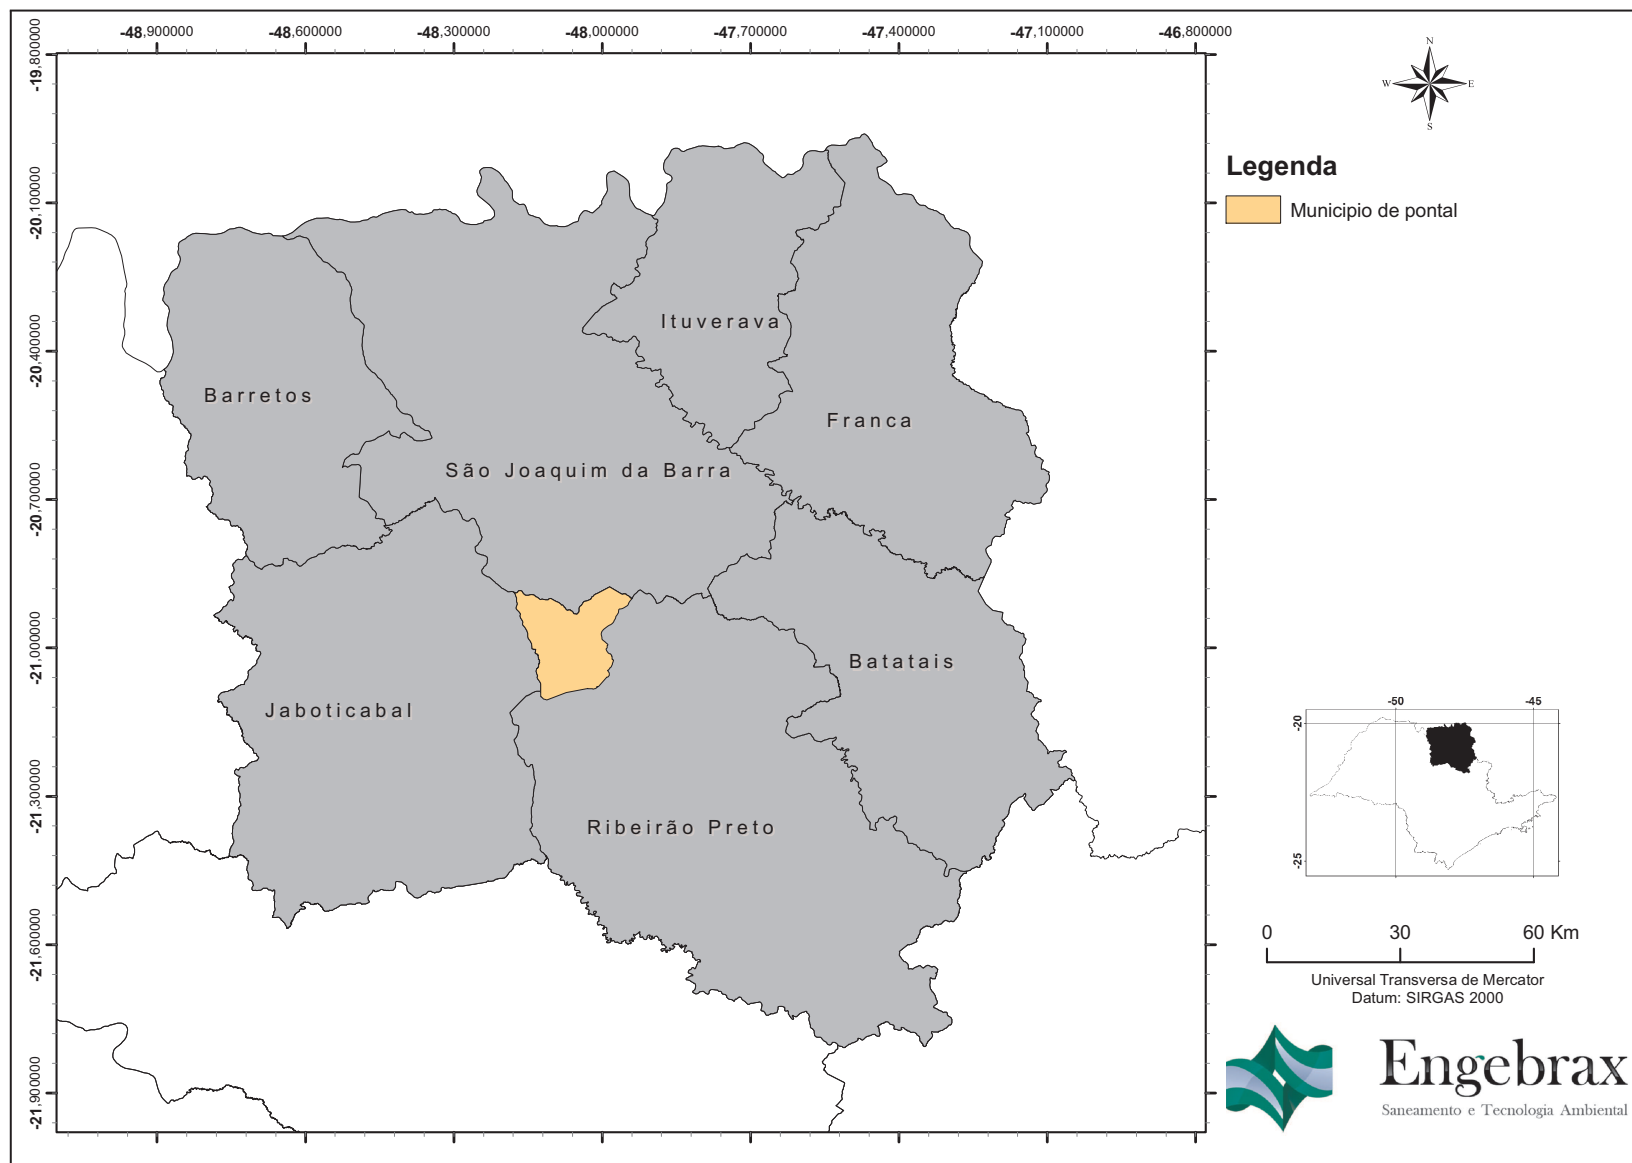 -48,900000 -48,600000 -48,300000 -48,000000 -47,700000 -47,400000 -47,100000 -46,800000
-19,800000
-20,100000
-20,400000
-20,700000
-21,000000
-21,300000
-21,600000
-21,900000
Ituverava
Barretos
Franca
São Joaquim da Barra
Batatais
Jaboticabal
Ribeirão Preto
N
W E
S
Legenda
Municipio de pontal
-50 -45
-20
-25
0 30 60 Km
Universal Transversa de Mercator
Datum: SIRGAS 2000
Engebrax
Saneamento e Tecnologia Ambiental